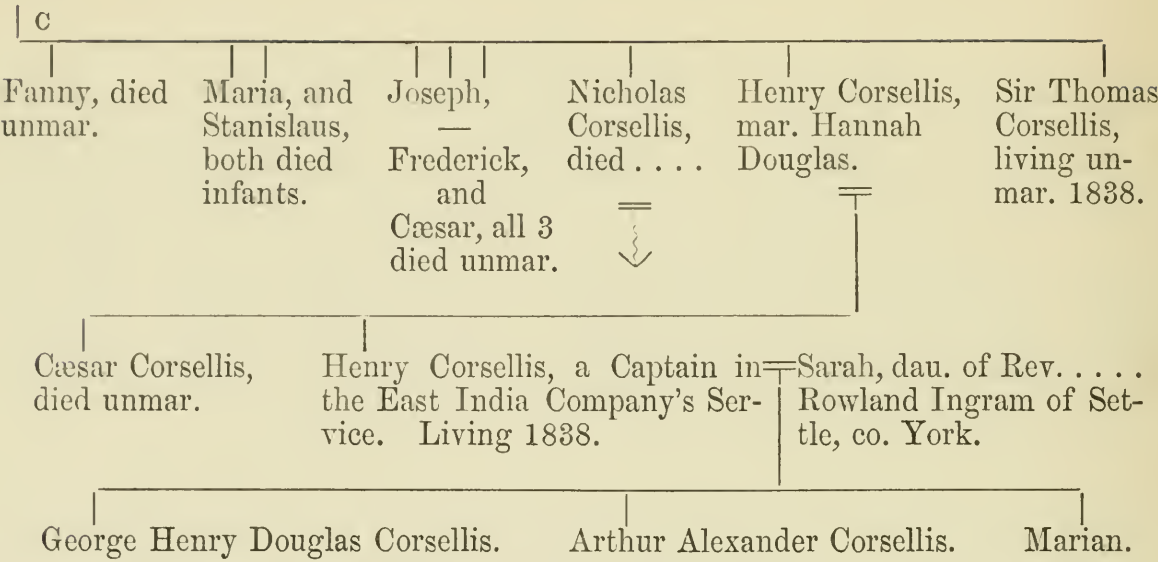 C
Fanny, died
unmar.
Maria, and
Stanislaus,
both died
infants.
Joseph,
—
Frederick,
and
Cæsar, all 3
died unmar.
Nicholas
Corsellis,
died . . . .
Henry Corsellis,
mar. Hannah
Douglas.
Sir Thomas
Corsellis,
living un-
mar. 1838.
Cæsar Corsellis,
died unmar.
Henry Corsellis, a Captain in
the East India Company's Ser-
vice. Living 1838.
Sarah, dau. of Rev. . . . .
Rowland Ingram of Set-
tle, co. York.
George Henry Douglas Corsellis.
Arthur Alexander Corsellis.
Marian.